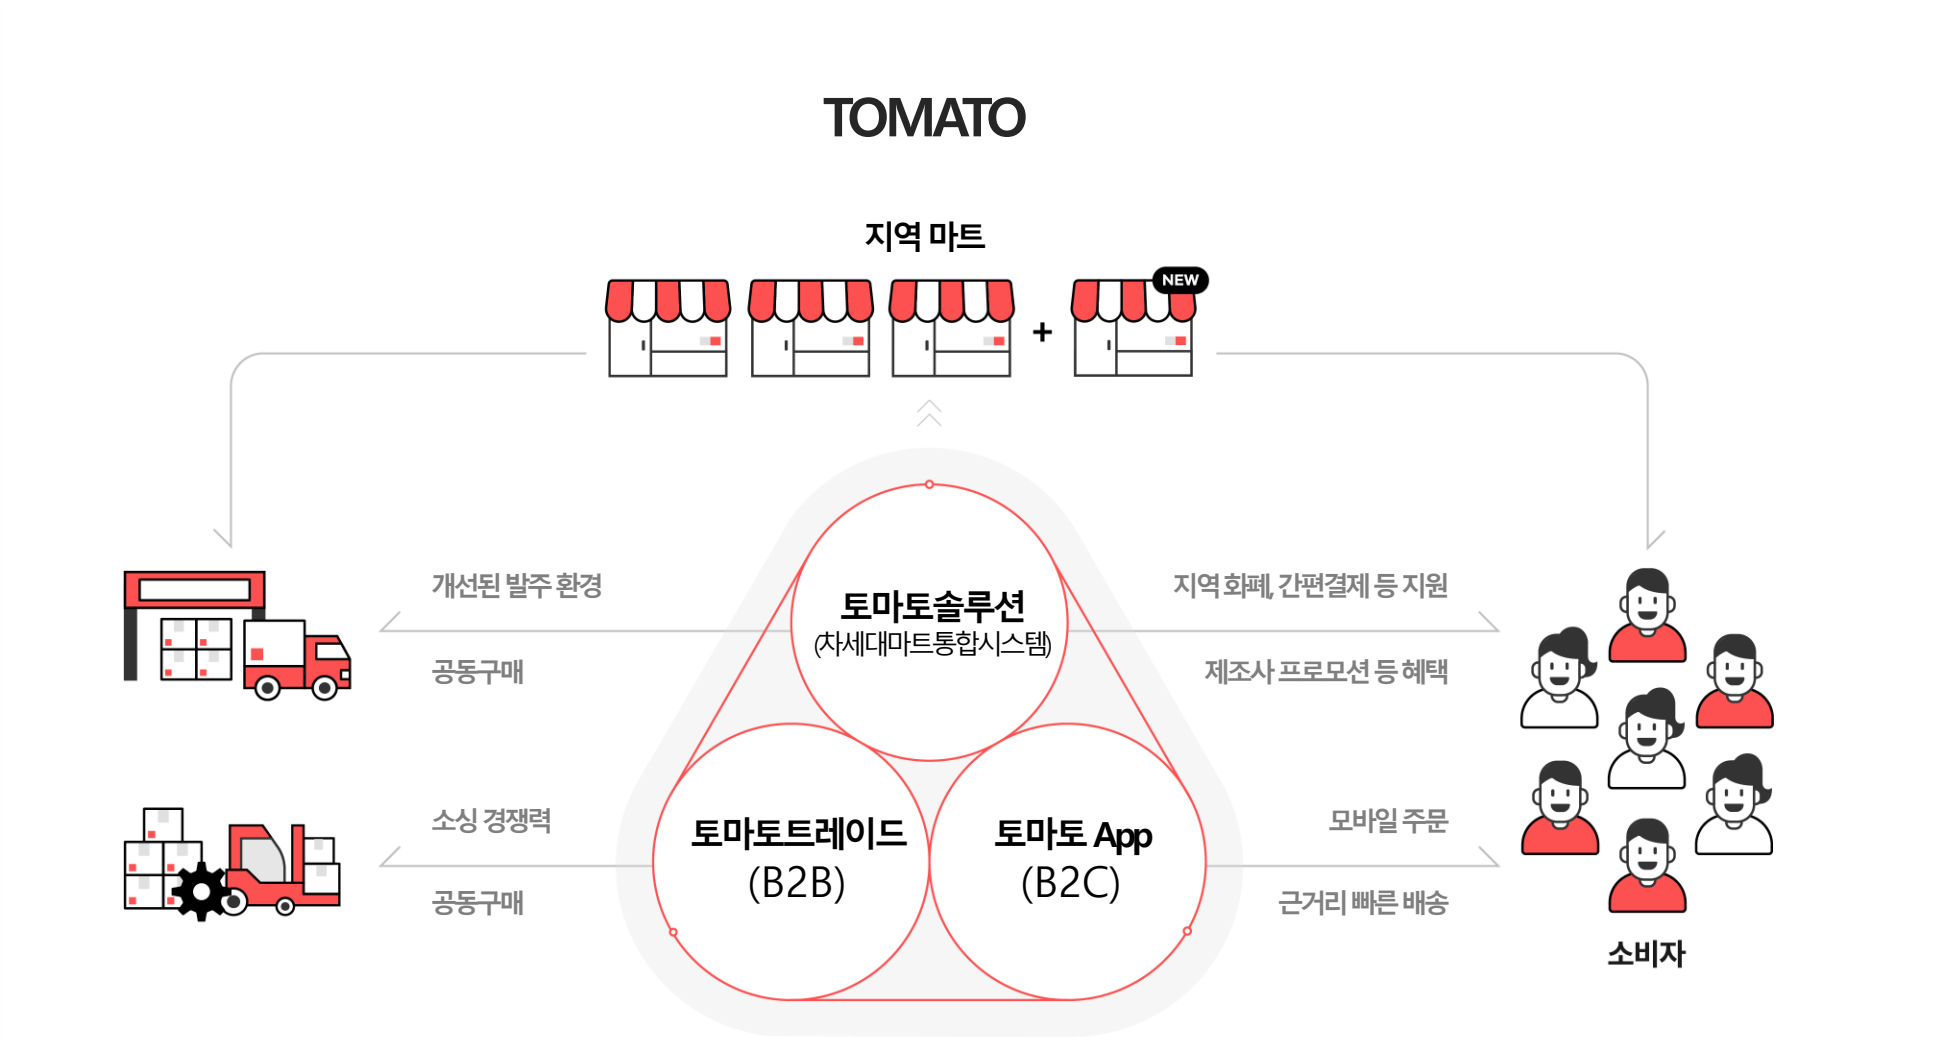 TOMATO
지역 마트
NEW
+
개선된 발주 환경
공동구매
토마토솔루션
(차세대마트통합시스템)
지역 화폐, 간편결제 등 지원
제조사 프로모션 등 혜택
소싱 경쟁력
공동구매
토마토트레이드
(B2B)
토마토 App
(B2C)
모바일 주문
근거리 빠른 배송
소비자